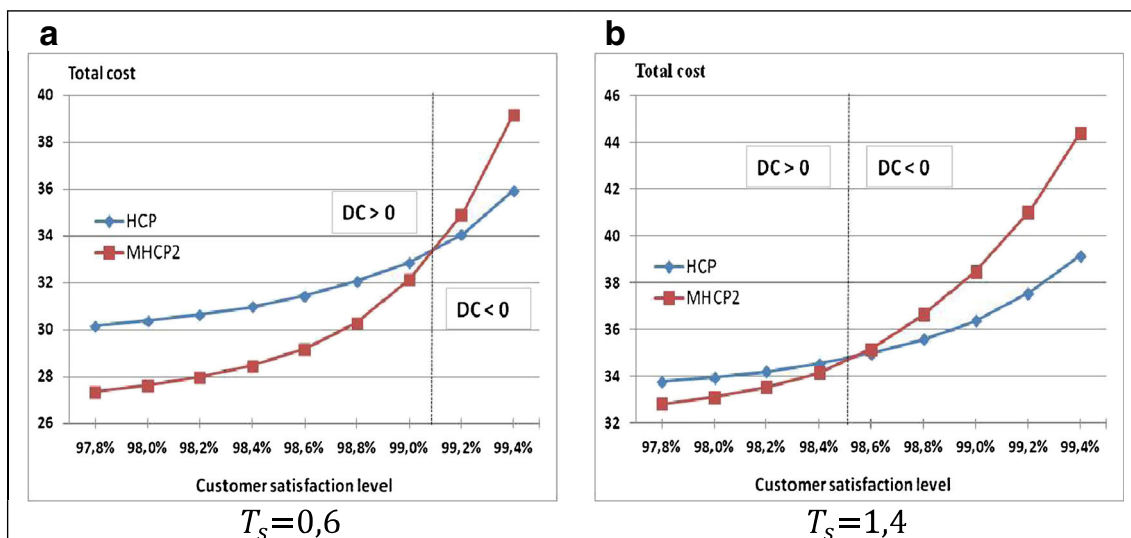 a
Total cost
40
38
36
34
32
30
28
26
DC > 0
HCP
MHCP2
DC < 0
97,8% 98,0% 98,2% 98,4% 98,6% 98,8% 99,0% 99,2% 99,4%
Customer satisfaction level
Ts=0,6
b
Total cost
46
44
42
40
38
36
34
32
DC > 0
DC < 0
HCP
MHCP2
97,8% 98,0% 98,2% 98,4% 98,6% 98,8% 99,0% 99,2% 99,4%
Customer satisfaction level
Ts=1,4